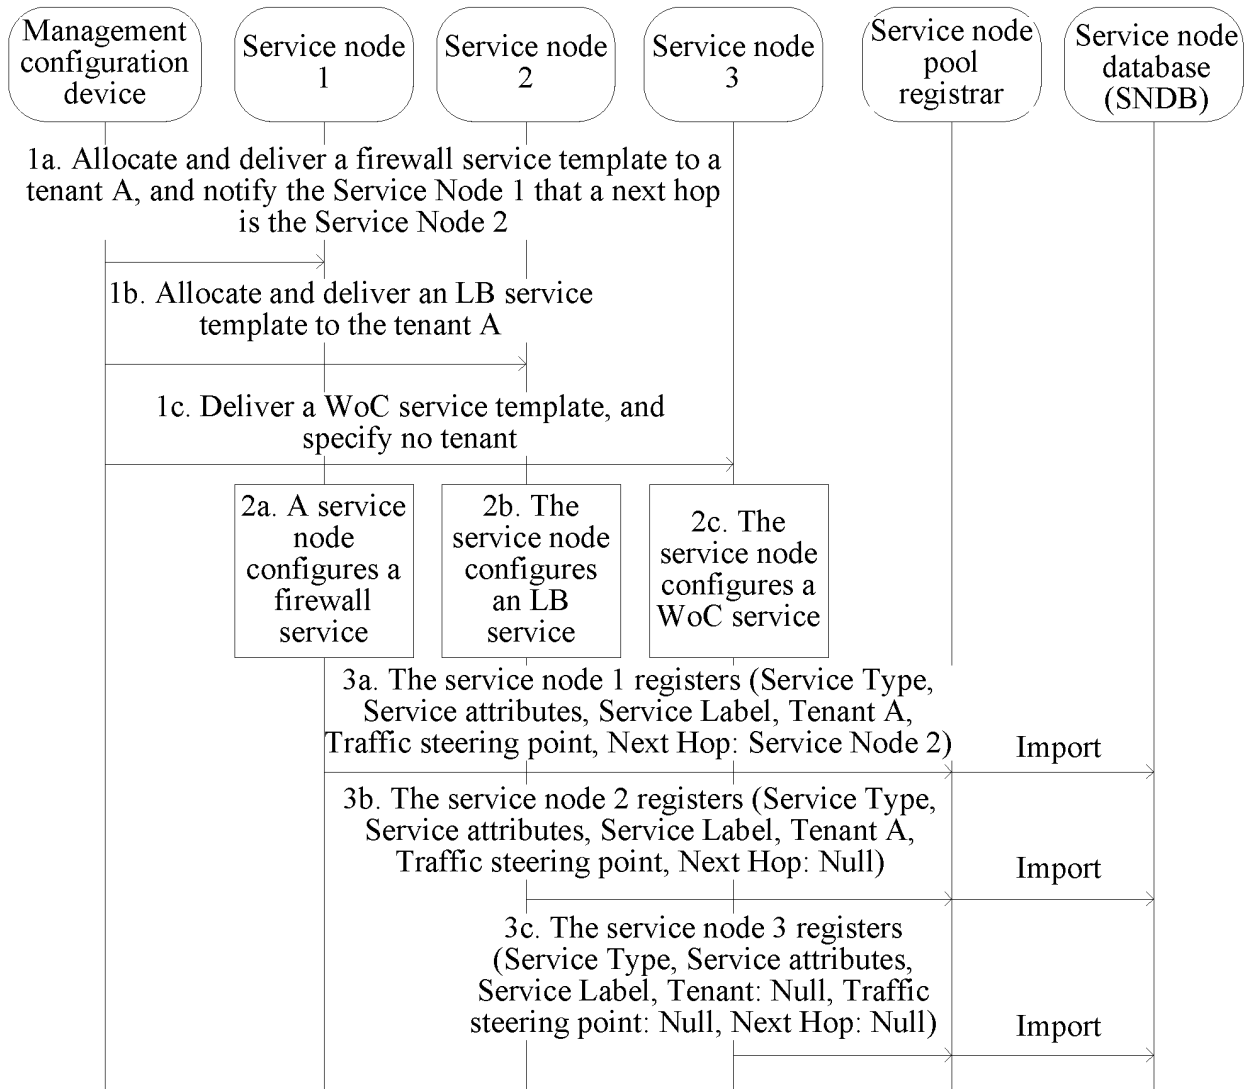 Management
configuration
device
Service node
1
Service node
2
Service node
3
Service node
pool
registrar
Service node
database
(SNDB)
1a. Allocate and deliver a firewall service template to a
tenant A, and notify the Service Node 1 that a next hop
is the Service Node 2
1b. Allocate and deliver an LB service
template to the tenant A
1c. Deliver a WoC service template, and
specify no tenant
2a. A service
node
configures a
firewall
service
2b. The
service node
configures
an LB
service
2c. The
service node
configures a
WoC service
3a. The service node 1 registers (Service Type,
Service attributes, Service Label, Tenant A,
Traffic steering point, Next Hop: Service Node 2)
Import
3b. The service node 2 registers (Service Type,
Service attributes, Service Label, Tenant A,
Traffic steering point, Next Hop: Null)
Import
3c. The service node 3 registers
(Service Type, Service attributes,
Service Label, Tenant: Null, Traffic
steering point: Null, Next Hop: Null)
Import